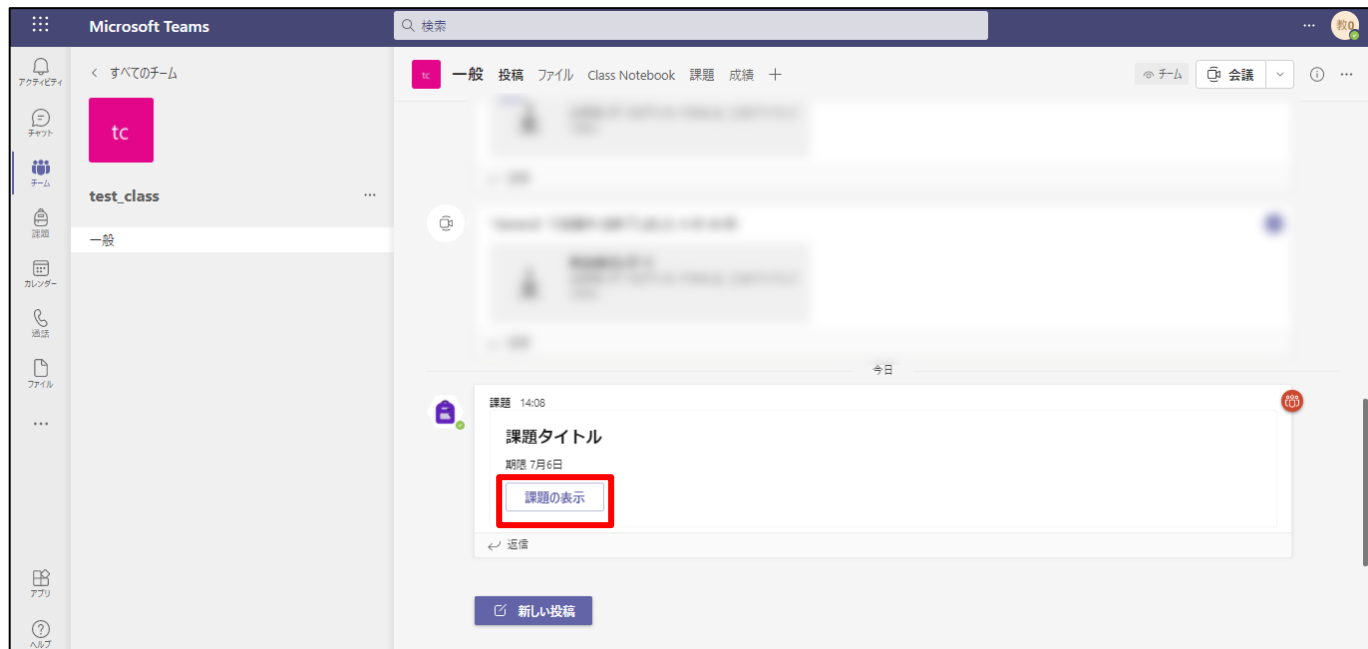 Microsoft Teams
検索
教0
アクティビティ
チャット
チーム
課題
カレンダー
通話
ファイル
アプリ
ヘルプ
すべてのチーム
tc
test_class
一般
tc 一般 投稿 ファイル Class Notebook 課題 成績
チーム 会議
今日
課題 14:08
課題タイトル
期限 7月6日
課題の表示
返信
新しい投稿